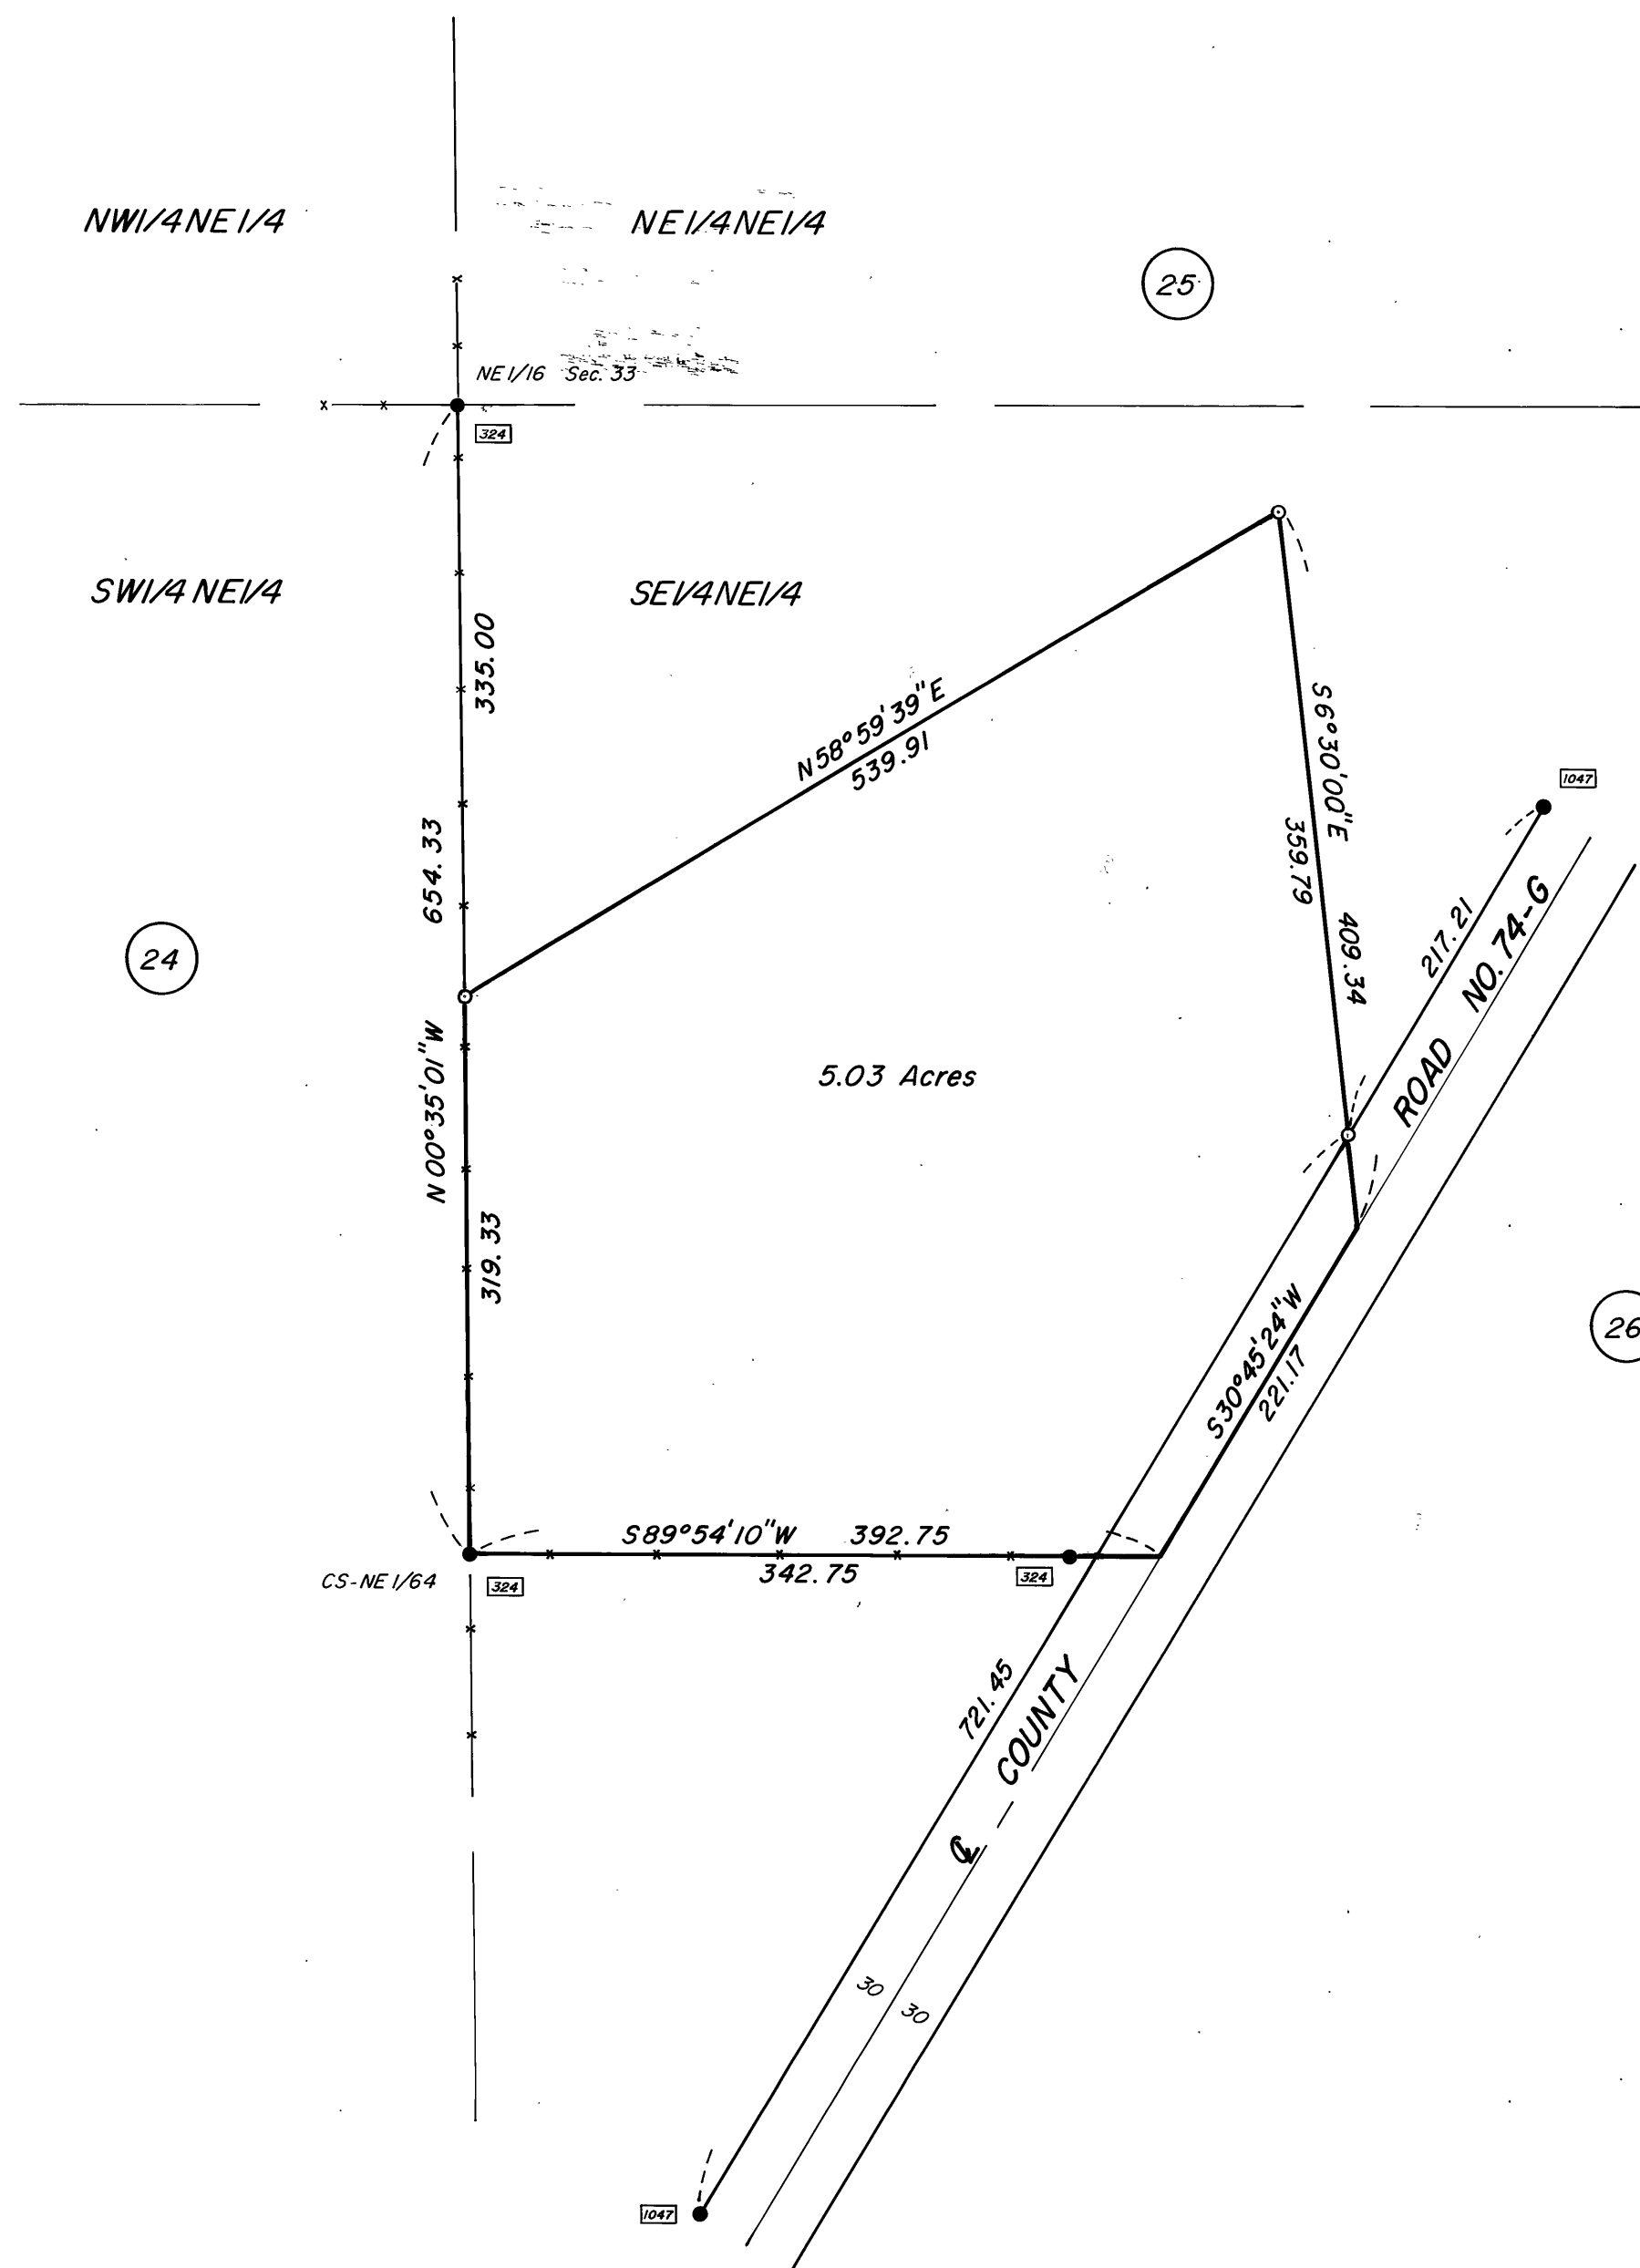 NW1/4NE1/4
NE1/4NE1/4
25
NE1/16 Sec. 33
324
SW1/4 NE1/4
SE1/4NE1/4
335.00
N58°59'39"E
539.91
S6°30'00"E
359.79
409.34
1047
217.21
654.33
24
N00°35'01"W
319.33
5.03 Acres
ROAD NO. 74-G
26
S30°45'24"W
221.17
S89°54'10"W 392.75
342.75
324
CS-NE1/64
324
721.45
COUNTY
℄
30
30
1047